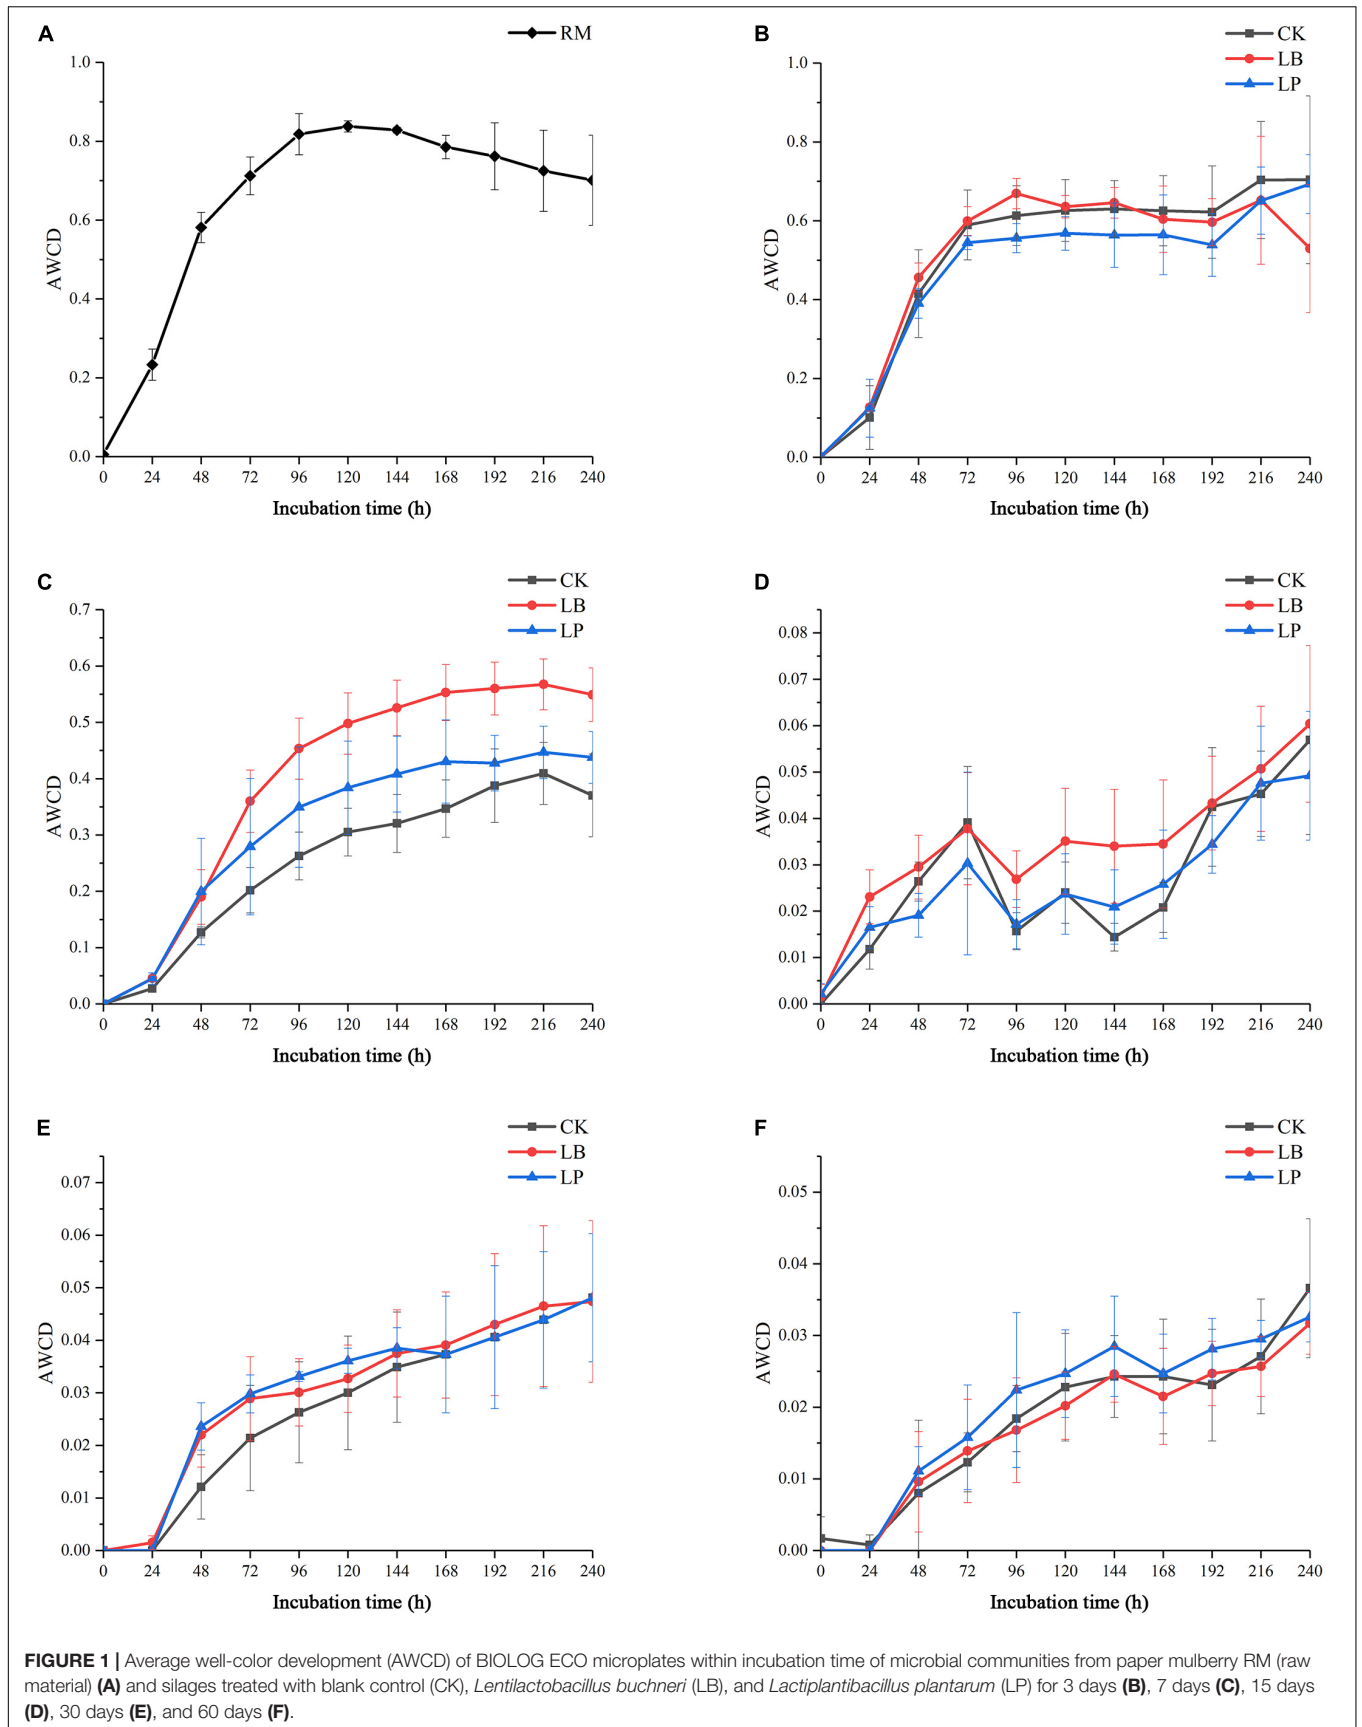 A
RM
1.0
0.8
0.6
0.4
0.2
0.0
AWCD
0 24 48 72 96 120 144 168 192 216 240
Incubation time (h)
B
CK
LB
LP
1.0
0.8
0.6
0.4
0.2
0.0
AWCD
0 24 48 72 96 120 144 168 192 216 240
Incubation time (h)
C
CK
LB
LP
0.7
0.6
0.5
0.4
0.3
0.2
0.1
0.0
AWCD
0 24 48 72 96 120 144 168 192 216 240
Incubation time (h)
D
CK
LB
LP
0.08
0.07
0.06
0.05
0.04
0.03
0.02
0.01
0.00
AWCD
0 24 48 72 96 120 144 168 192 216 240
Incubation time (h)
E
CK
LB
LP
0.07
0.06
0.05
0.04
0.03
0.02
0.01
0.00
AWCD
0 24 48 72 96 120 144 168 192 216 240
Incubation time (h)
F
CK
LB
LP
0.05
0.04
0.03
0.02
0.01
0.00
AWCD
0 24 48 72 96 120 144 168 192 216 240
Incubation time (h)
FIGURE 1 | Average well-color development (AWCD) of BIOLOG ECO microplates within incubation time of microbial communities from paper mulberry RM (raw
material) (A) and silages treated with blank control (CK), Lentilactobacillus buchneri (LB), and Lactiplantibacillus plantarum (LP) for 3 days (B), 7 days (C), 15 days
(D), 30 days (E), and 60 days (F).